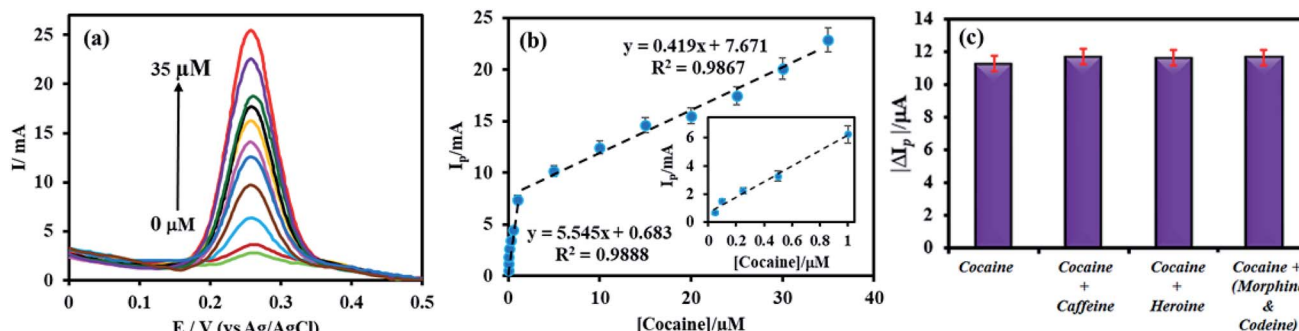 (a)
25
20
15
10
5
0
I/ mA
35 µM
0 µM
0
0.1
0.2
0.3
0.4
0.5
E / V (vs Ag/AgCl)
(b)
25
20
15
10
5
0
Ip/mA
y = 0.419x + 7.671
R² = 0.9867
y = 5.545x + 0.683
R² = 0.9888
0
10
20
30
40
[Cocaine]/µM
6
4
2
0
Ip/mA
0
0.2
0.4
0.6
0.8
1
[Cocaine]/µM
(c)
14
12
10
8
6
4
2
0
|ΔIp |/µA
Cocaine
Cocaine
+
Caffeine
Cocaine
+
Heroine
Cocaine +
(Morphine
&
Codeine)